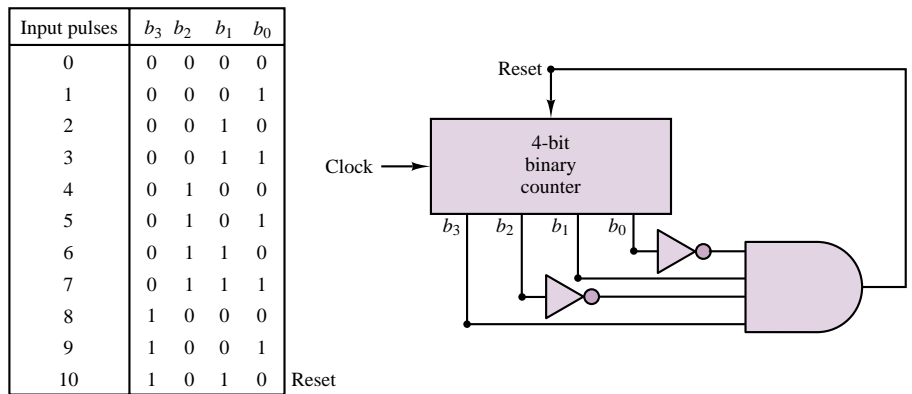 Input pulses b3 b2 b1 b0
0 0 0 0 0
1 0 0 0 1
2 0 0 1 0
3 0 0 1 1
4 0 1 0 0
5 0 1 0 1
6 0 1 1 0
7 0 1 1 1
8 1 0 0 0
9 1 0 0 1
10 1 0 1 0 Reset
Reset
4-bit
binary
counter
Clock
b3 b2 b1 b0